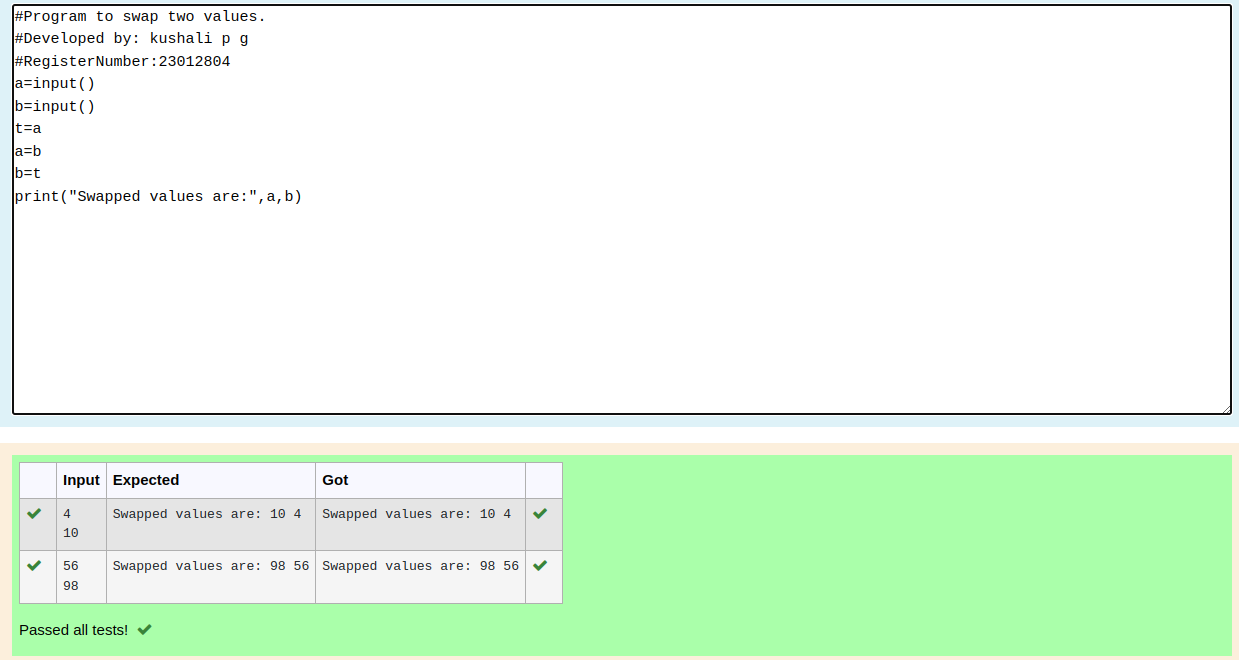 #Program to swap two values.
#Developed by: kushali p g
#RegisterNumber:23012804
a=input()
b=input()
t=a
a=b
b=t
print("Swapped values are:",a,b)
Input Expected Got
4 Swapped values are: 10 4 Swapped values are: 10 4
10
56 Swapped values are: 98 56 Swapped values are: 98 56
98
Passed all tests!